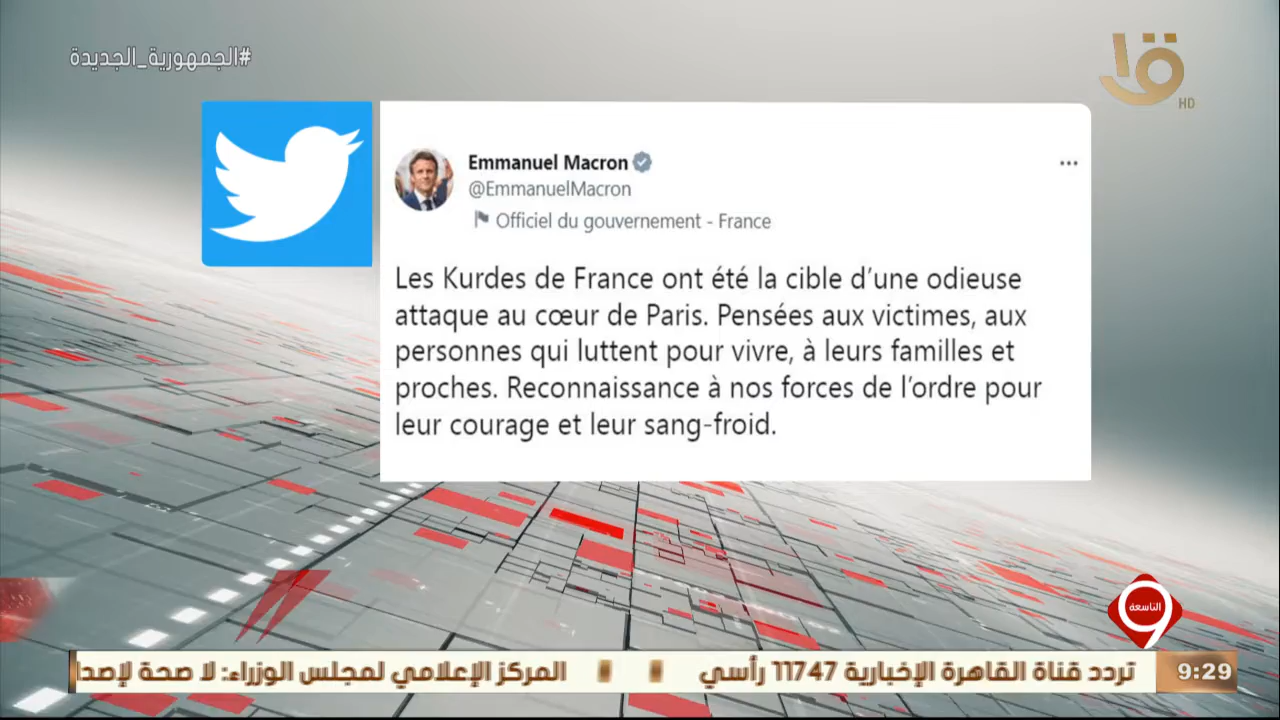 #الجمهورية_الجديدة
HD
Emmanuel Macron
@EmmanuelMacron
Officiel du gouvernement - France
Les Kurdes de France ont été la cible d’une odieuse
attaque au cœur de Paris. Pensées aux victimes, aux
personnes qui luttent pour vivre, à leurs familles et
proches. Reconnaissance à nos forces de l’ordre pour
leur courage et leur sang-froid.
التاسعة
9
9:29 تردد قناة القاهرة الإخبارية 11747 رأسي المركز الإعلامي لمجلس الوزراء: لا صحة لإصدا